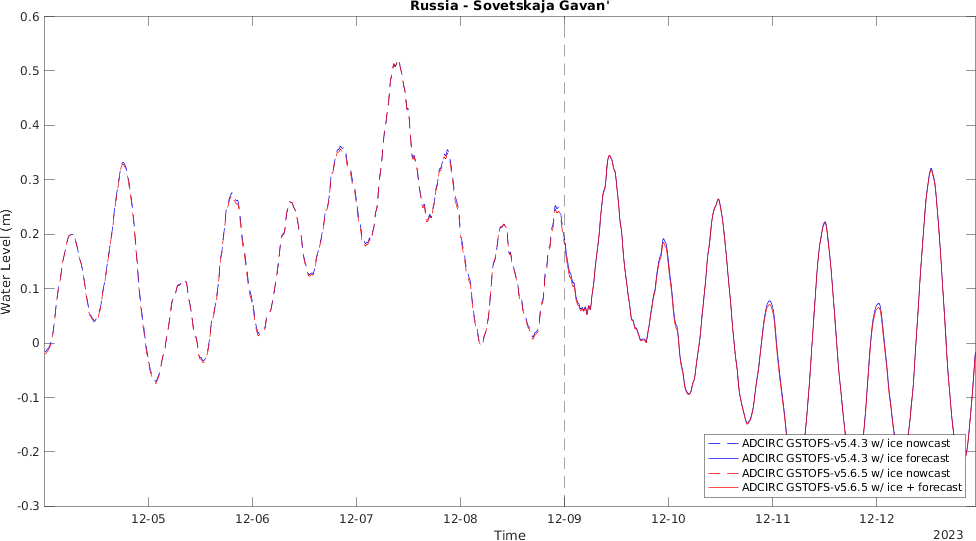 Russia - Sovetskaja Gavan'
0.6
0.5
0.4
0.3
0.2
0.1
0
-0.1
-0.2
-0.3
Water Level (m)
12-05 12-06 12-07 12-08 12-09 12-10 12-11 12-12
Time
2023
ADCIRC GSTOFS-v5.4.3 w/ ice nowcast
ADCIRC GSTOFS-v5.4.3 w/ ice forecast
ADCIRC GSTOFS-v5.6.5 w/ ice nowcast
ADCIRC GSTOFS-v5.6.5 w/ ice + forecast